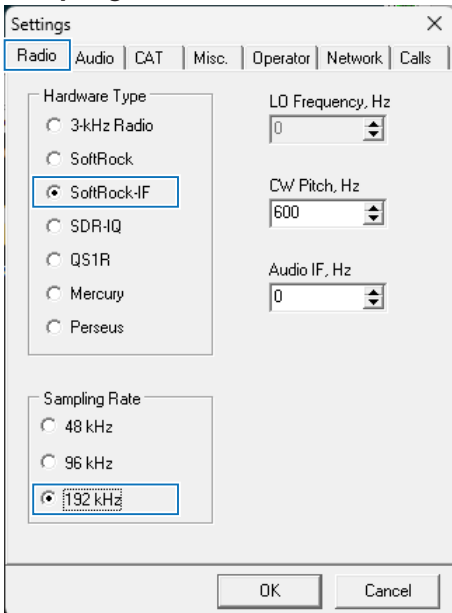 Settings
Radio Audio CAT Misc. Operator Network Calls
Hardware Type
3-kHz Radio
SoftRock
SoftRock-IF
SDR-IQ
QS1R
Mercury
Perseus
LO Frequency, Hz
0
CW Pitch, Hz
600
Audio IF, Hz
0
Sampling Rate
48 kHz
96 kHz
192 kHz
OK Cancel